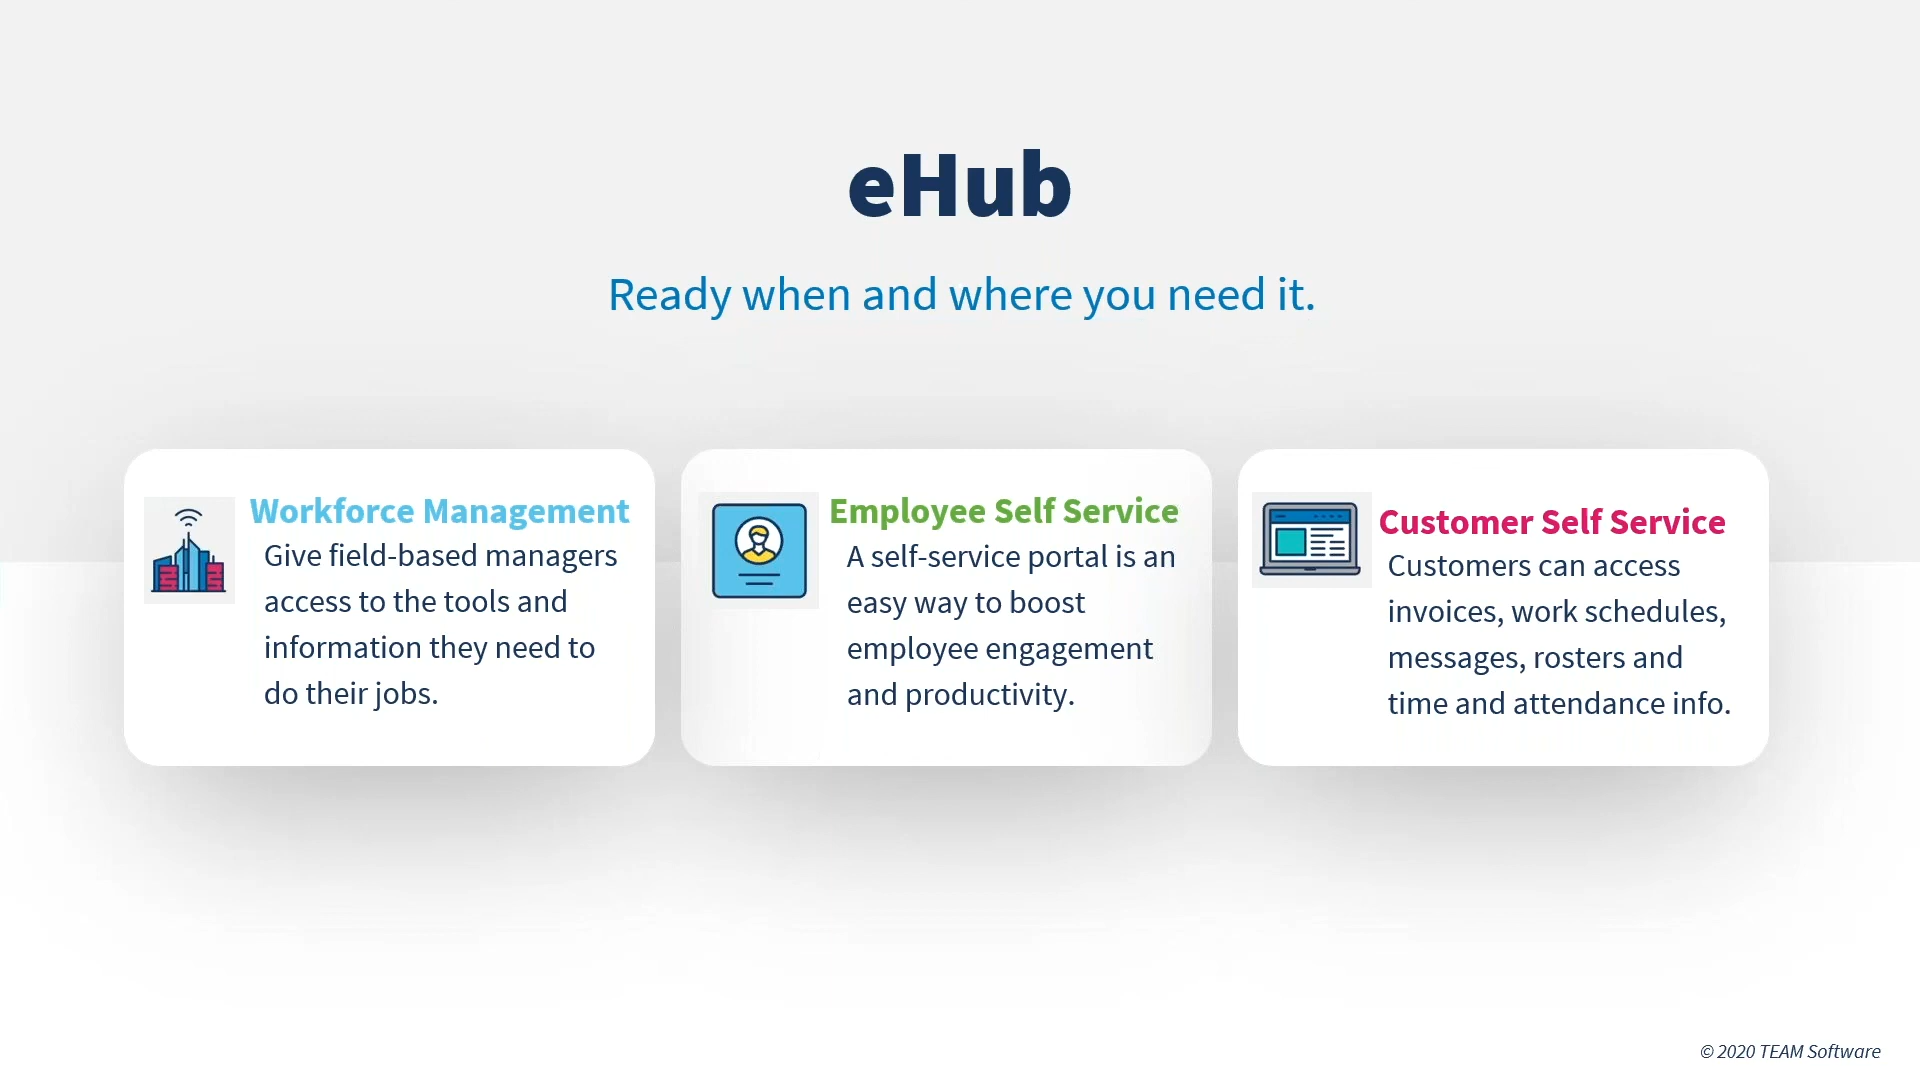 eHub
Ready when and where you need it.
Workforce Management
Give field-based managers
access to the tools and
information they need to
do their jobs.
Employee Self Service
A self-service portal is an
easy way to boost
employee engagement
and productivity.
Customer Self Service
Customers can access
invoices, work schedules,
messages, rosters and
time and attendance info.
© 2020 TEAM Software